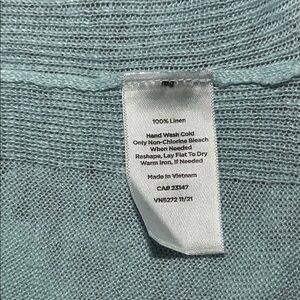 100% Linen
Hand Wash Cold
Only Non-Chlorine Bleach
When Needed
Reshape, Lay Flat To Dry
Warm Iron, If Needed
Made in Vietnam
CA# 23147
VN5272 11/21